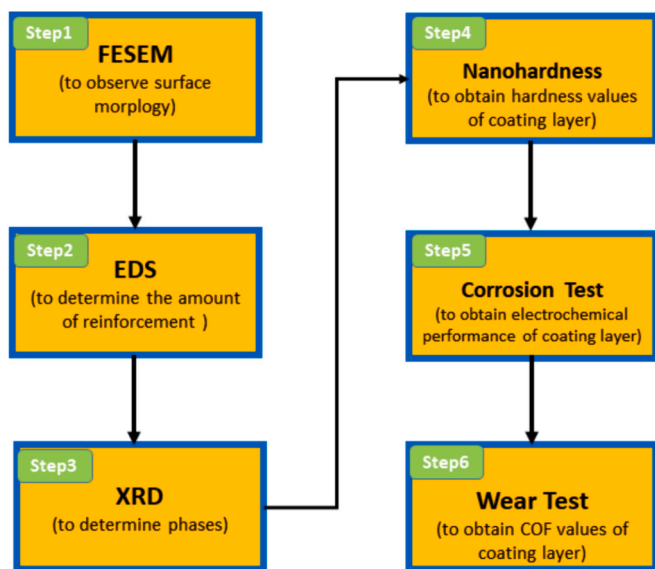 Step1
FESEM
(to observe surface
morplogy)
Step2
EDS
(to determine the amount
of reinforcement )
Step3
XRD
(to determine phases)
Step4
Nanohardness
(to obtain hardness values
of coating layer)
Step5
Corrosion Test
(to obtain electrochemical
performance of coating layer)
Step6
Wear Test
(to obtain COF values of
coating layer)